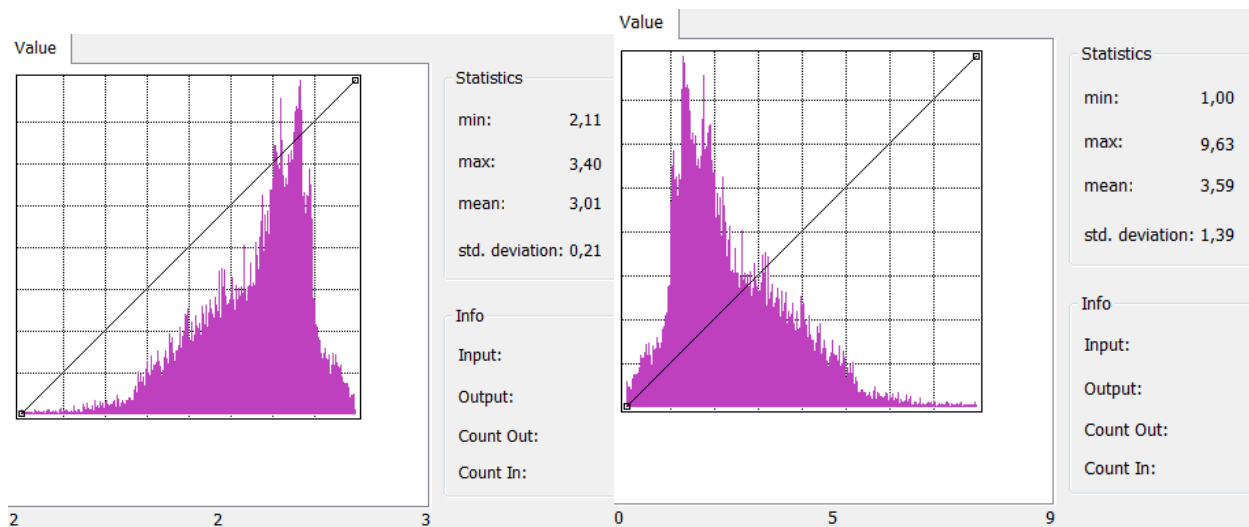 Value
Statistics
min: 2,11
max: 3,40
mean: 3,01
std. deviation: 0,21
Info
Input:
Output:
Count Out:
Count In:
2 2 3
Value
Statistics
min: 1,00
max: 9,63
mean: 3,59
std. deviation: 1,39
Info
Input:
Output:
Count Out:
Count In:
0 5 9